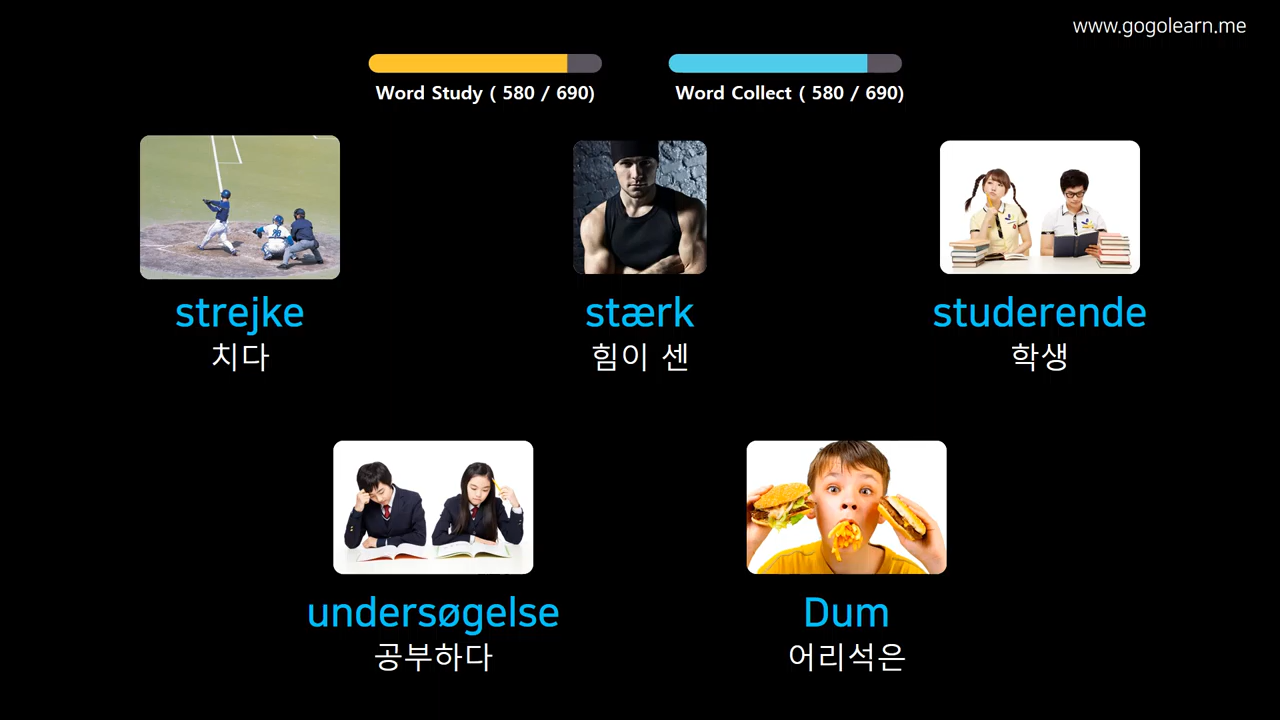 www.gogolearn.me
Word Study ( 580 / 690)
Word Collect ( 580 / 690)
strejke
치다
stærk
힘이 센
studerende
학생
undersøgelse
공부하다
Dum
어리석은